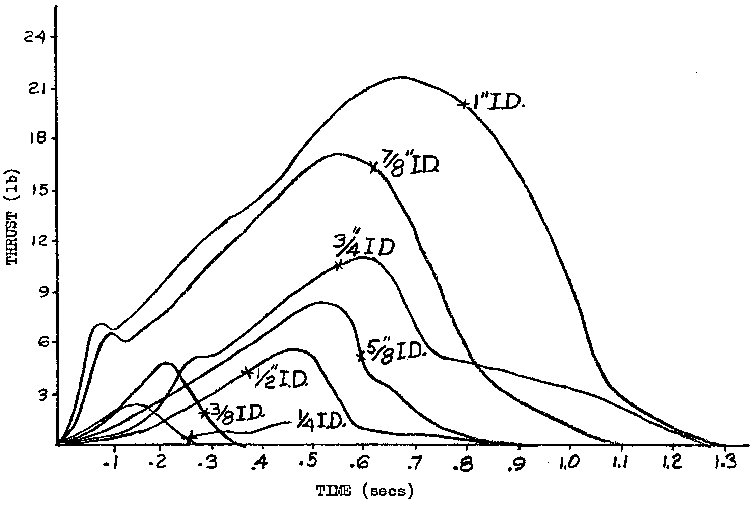 THRUST (lb)
24
21
18
15
12
9
6
3
1" I.D.
7/8" I.D.
3/4" I.D
5/8" I.D.
1/2" I.D.
3/8 I.D.
1/4 I.D.
.1 .2 .3 .4 .5 .6 .7 .8 .9 1.0 1.1 1.2 1.3
TIME (secs)